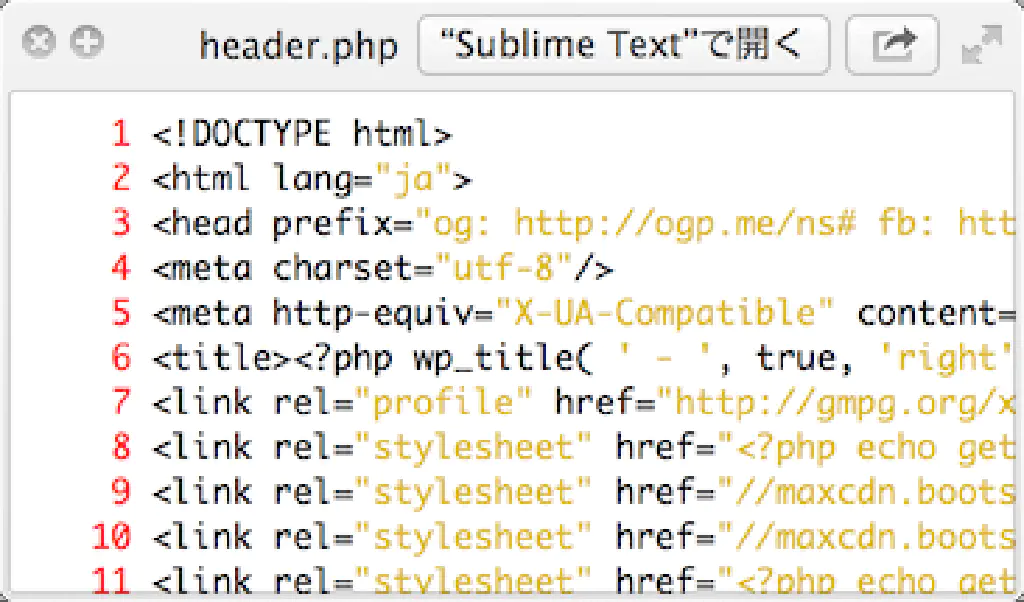 header.php “Sublime Text”で開く
1 <!DOCTYPE html>
2 <html lang="ja">
3 <head prefix="og: http://ogp.me/ns# fb: htt
4 <meta charset="utf-8"/>
5 <meta http-equiv="X-UA-Compatible" content=
6 <title><?php wp_title( ' - ', true, 'right'
7 <link rel="profile" href="http://gmpg.org/x
8 <link rel="stylesheet" href="<?php echo get
9 <link rel="stylesheet" href="//maxcdn.boots
10 <link rel="stylesheet" href="//maxcdn.boots
11 <link rel="stylesheet" href="<?php echo get